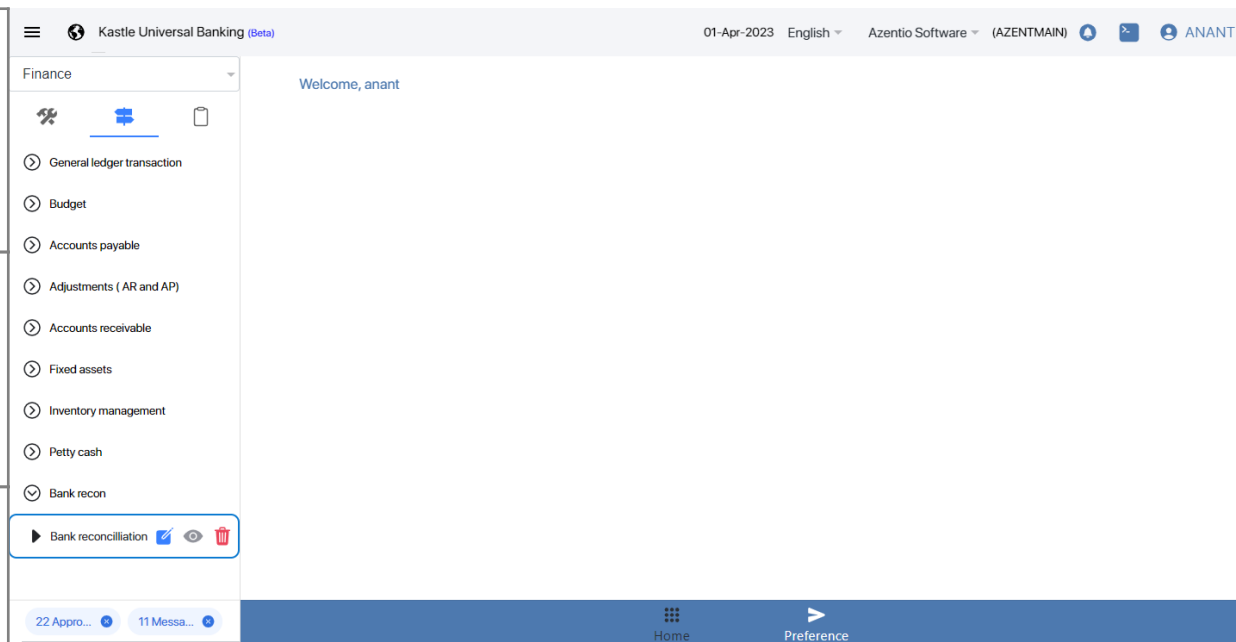 Kastle Universal Banking (Beta)
01-Apr-2023 English Azentio Software (AZENTMAIN) ANANT
Finance
Welcome, anant
General ledger transaction
Budget
Accounts payable
Adjustments ( AR and AP)
Accounts receivable
Fixed assets
Inventory management
Petty cash
Bank recon
Bank reconcilliation
22 Appro... 11 Messa...
Home Preference